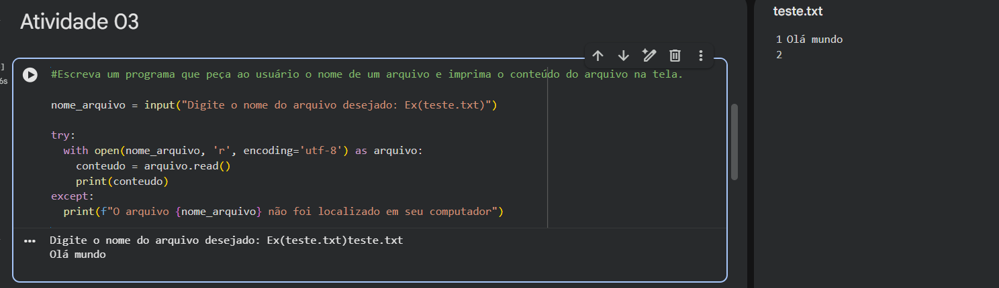 Atividade 03
]
6s
#Escreva um programa que peça ao usuário o nome de um arquivo e imprima o conteúdo do arquivo na tela.
nome_arquivo = input("Digite o nome do arquivo desejado: Ex(teste.txt)")
try:
  with open(nome_arquivo, 'r', encoding='utf-8') as arquivo:
    conteudo = arquivo.read()
    print(conteudo)
except:
  print(f"O arquivo {nome_arquivo} não foi localizado em seu computador")
Digite o nome do arquivo desejado: Ex(teste.txt)teste.txt
Olá mundo
teste.txt
1 Olá mundo
2